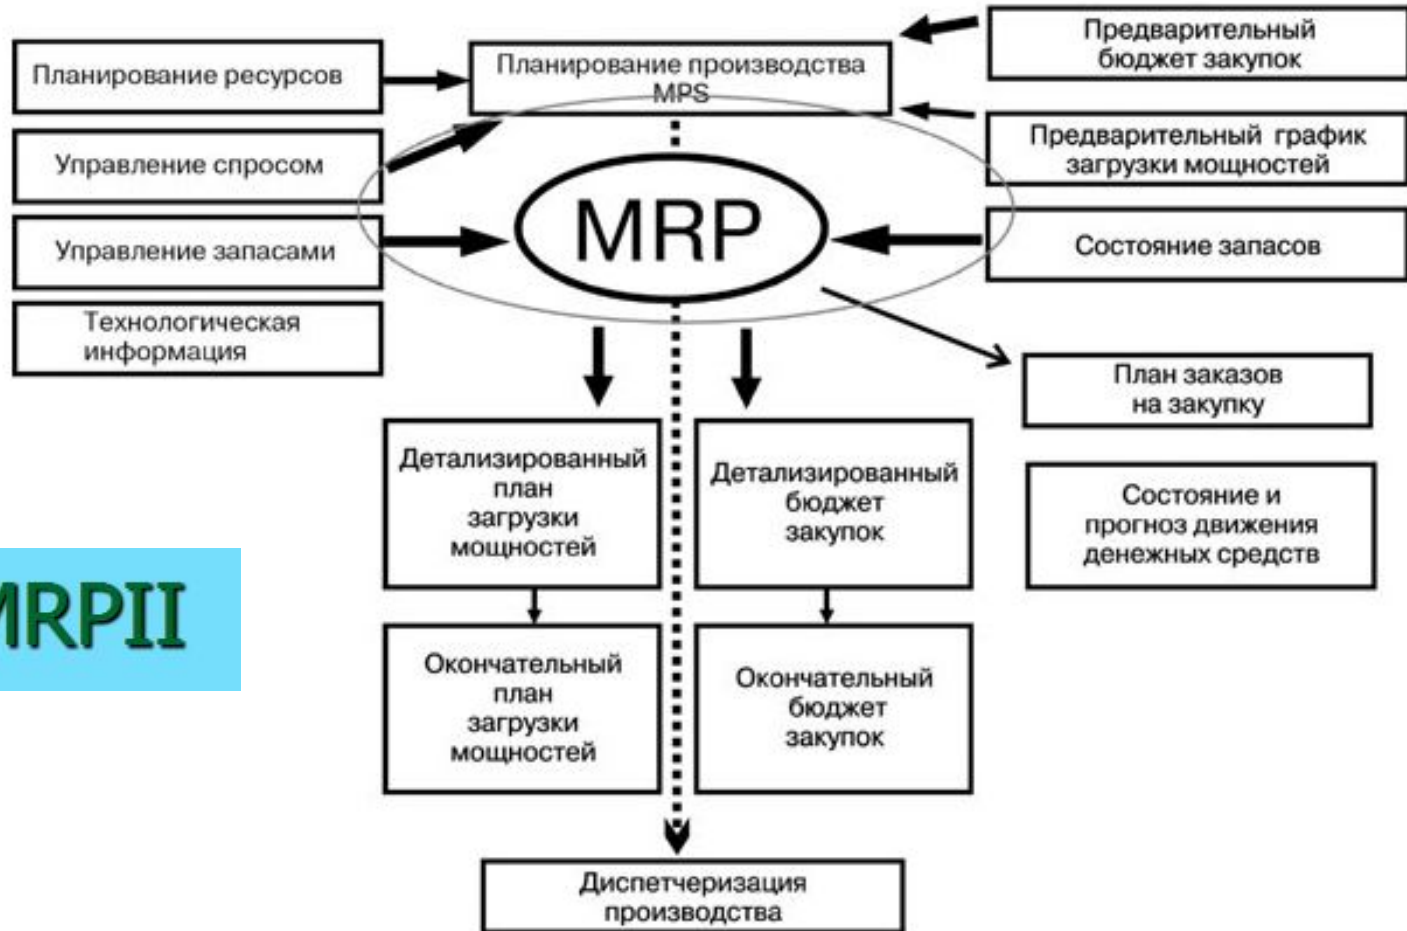 Планирование ресурсов
Управление спросом
Управление запасами
Технологическая
информация
Планирование производства
MPS
MRP
Предварительный
бюджет закупок
Предварительный график
загрузки мощностей
Состояние запасов
План заказов
на закупку
Состояние и
прогноз движения
денежных средств
Детализированный
план
загрузки
мощностей
Детализированный
бюджет
закупок
MRPII
Окончательный
план
загрузки
мощностей
Окончательный
бюджет
закупок
Диспетчеризация
производства